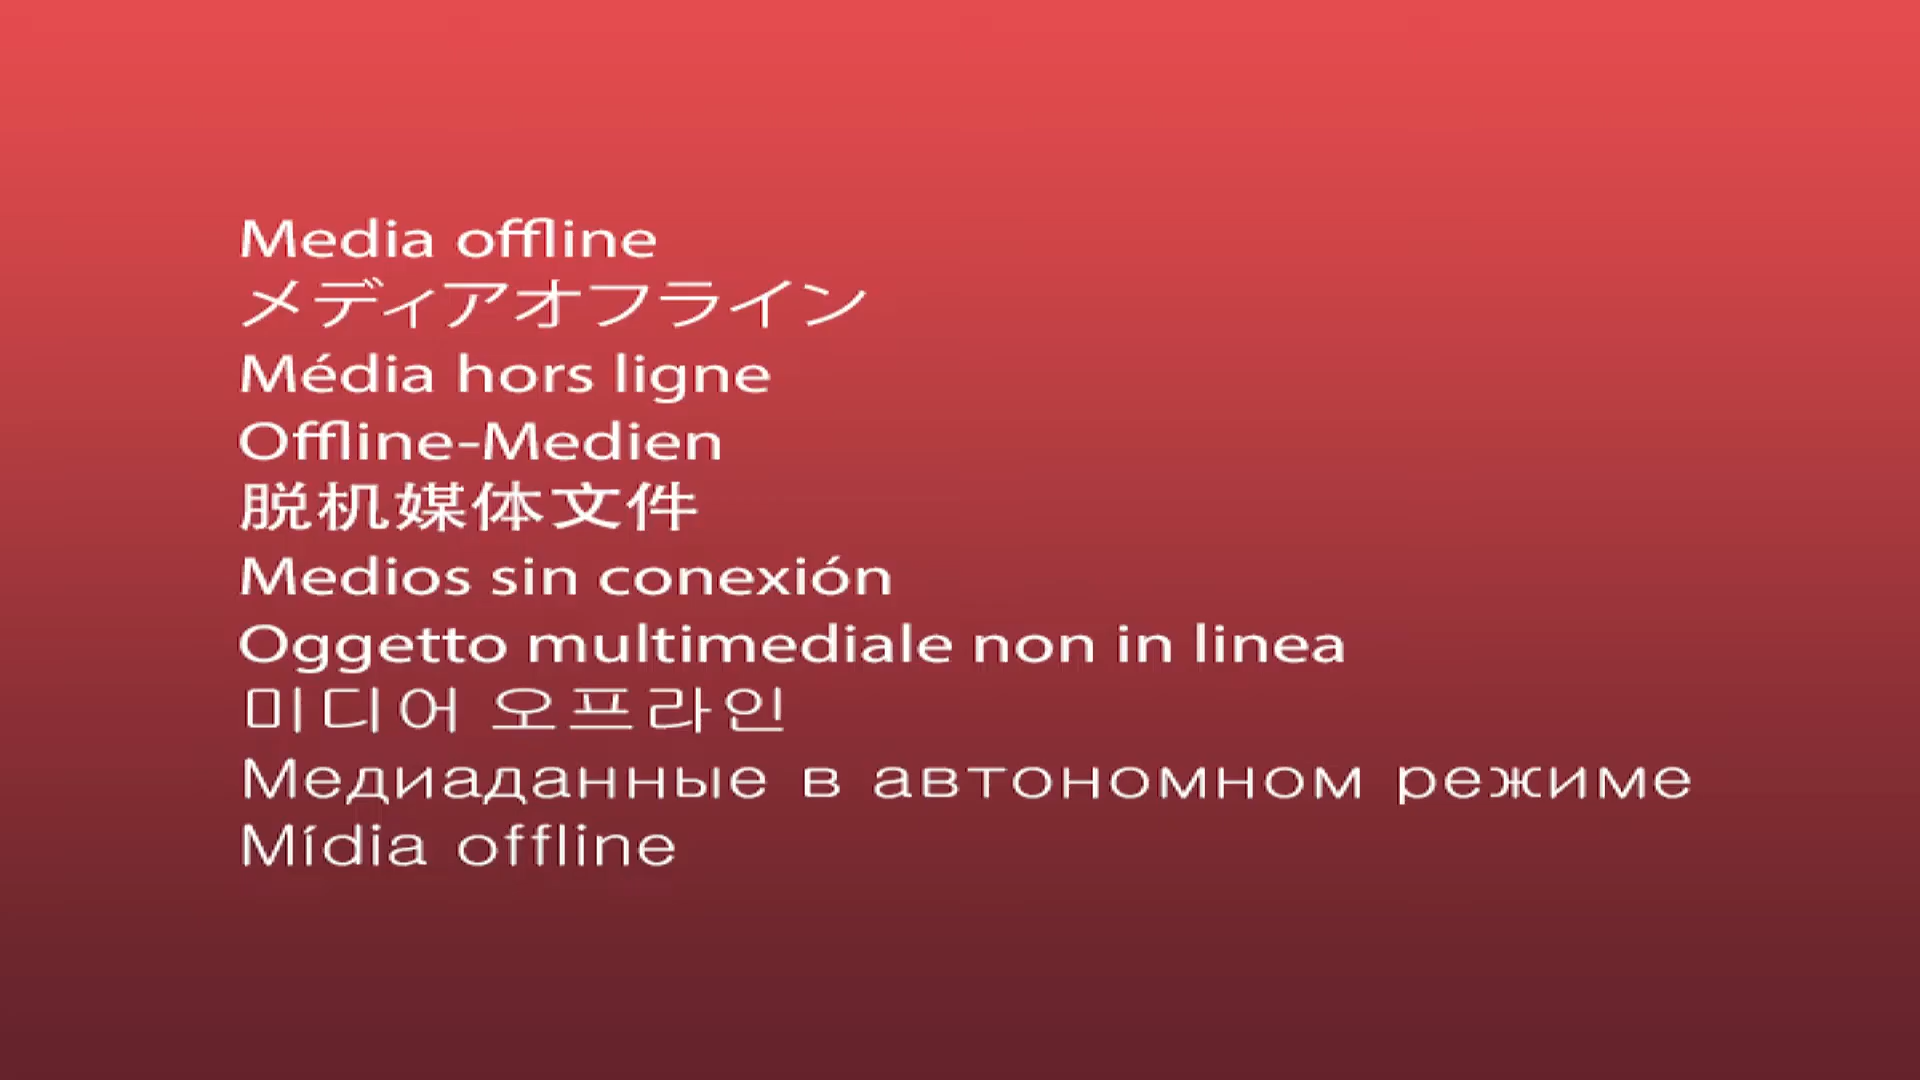 Media offline
メディアオフライン
Média hors ligne
Offline-Medien
脱机媒体文件
Medios sin conexión
Oggetto multimediale non in linea
미디어 오프라인
Медиаданные в автономном режиме
Mídia offline